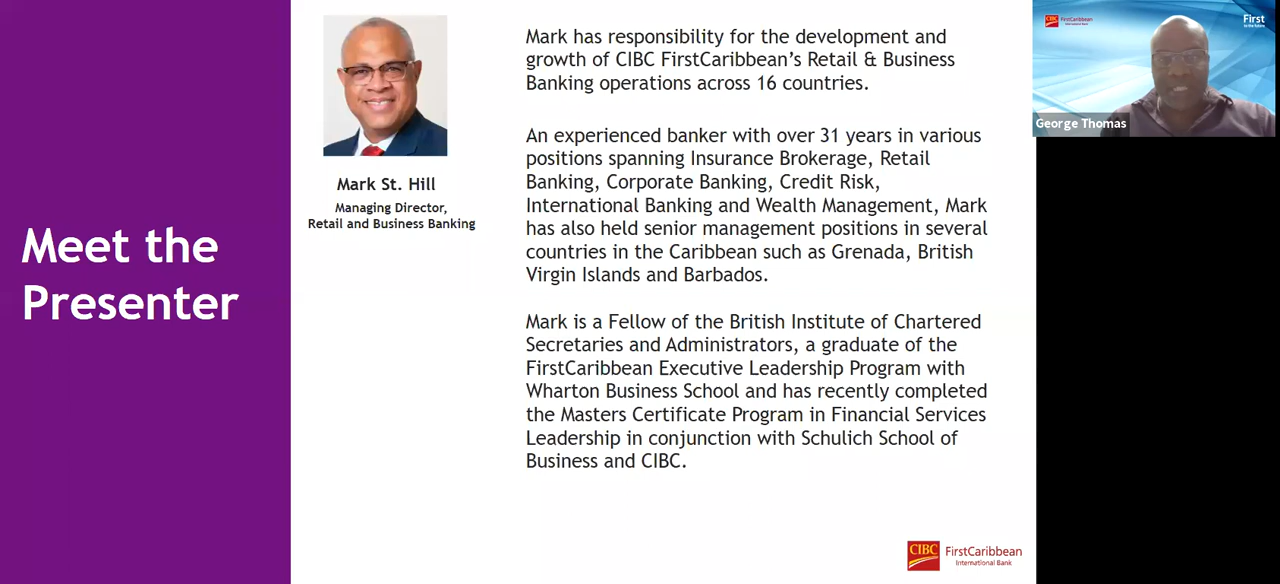 Meet the
Presenter
Mark St. Hill
Managing Director,
Retail and Business Banking
Mark has responsibility for the development and
growth of CIBC FirstCaribbean’s Retail & Business
Banking operations across 16 countries.
An experienced banker with over 31 years in various
positions spanning Insurance Brokerage, Retail
Banking, Corporate Banking, Credit Risk,
International Banking and Wealth Management, Mark
has also held senior management positions in several
countries in the Caribbean such as Grenada, British
Virgin Islands and Barbados.
Mark is a Fellow of the British Institute of Chartered
Secretaries and Administrators, a graduate of the
FirstCaribbean Executive Leadership Program with
Wharton Business School and has recently completed
the Masters Certificate Program in Financial Services
Leadership in conjunction with Schulich School of
Business and CIBC.
CIBC FirstCaribbean
International Bank
CIBC FirstCaribbean
International Bank
First
George Thomas